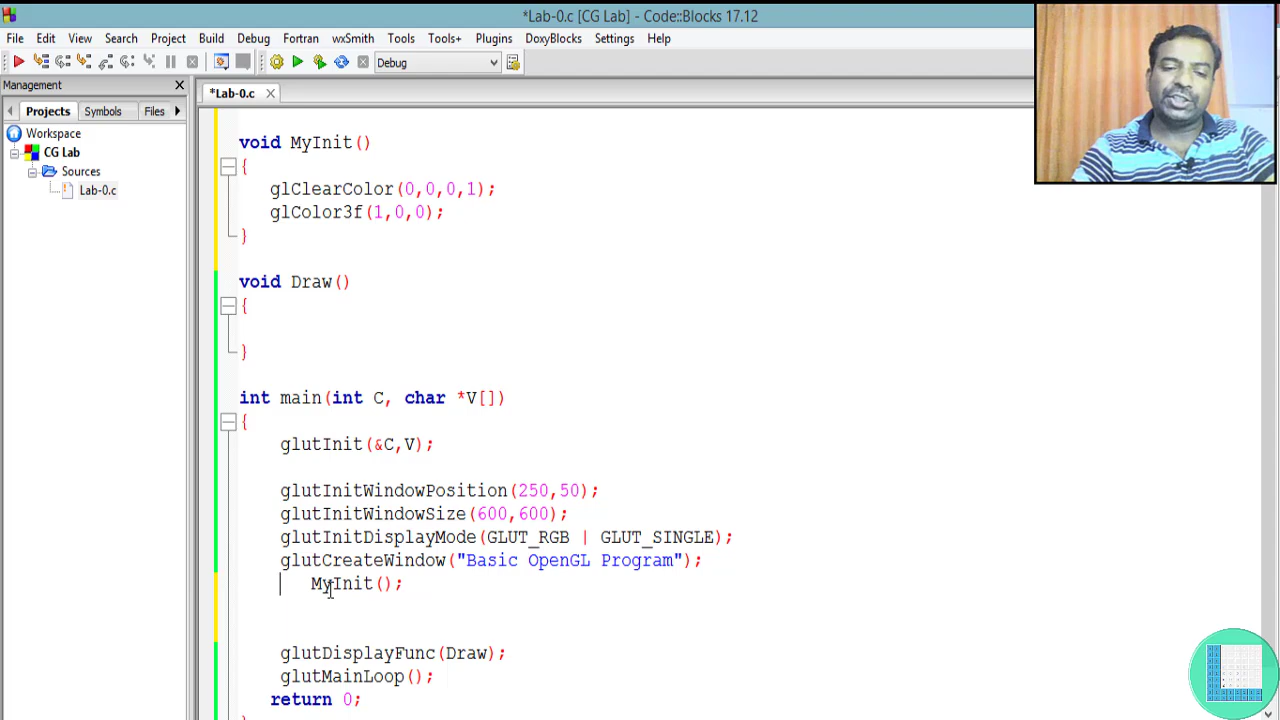 *Lab-0.c [CG Lab] - Code::Blocks 17.12
File Edit View Search Project Build Debug Fortran wxSmith Tools Tools+ Plugins DoxyBlocks Settings Help
Debug
Management
*Lab-0.c
Projects Symbols Files
Workspace
CG Lab
Sources
Lab-0.c
void MyInit()
{
glClearColor(0,0,0,1);
glColor3f(1,0,0);
}
void Draw()
{
}
int main(int C, char *V[])
{
glutInit(&C,V);
glutInitWindowPosition(250,50);
glutInitWindowSize(600,600);
glutInitDisplayMode(GLUT_RGB | GLUT_SINGLE);
glutCreateWindow("Basic OpenGL Program");
MyInit();
glutDisplayFunc(Draw);
glutMainLoop();
return 0;